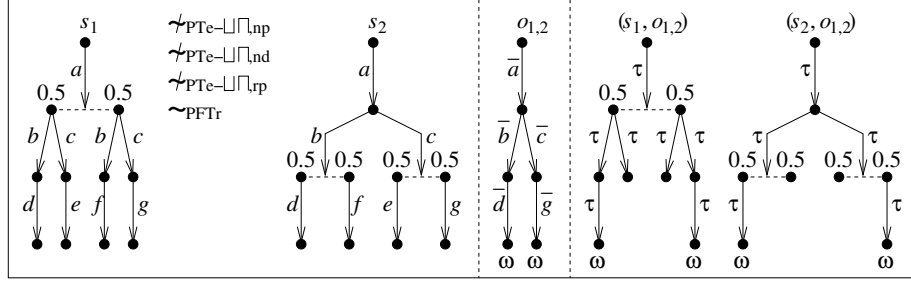 s₁ s₂ o₁,₂ (s₁, o₁,₂) (s₂, o₁,₂)
≁PTe–⊔⊓,np
≁PTe–⊔⊓,nd
≁PTe–⊔⊓,rp
∼PFTr
a a a̅ τ τ
0.5 0.5 0.5 0.5
b c b c b c b̅ c̅ τ τ τ τ τ τ
0.5 0.5 0.5 0.5 0.5 0.5 0.5 0.5
d e f g d f e g d̅ g̅ τ τ τ τ
ω ω ω ω ω ω